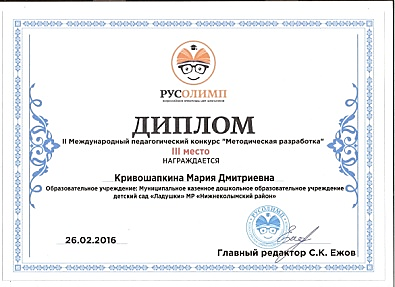 РУСОЛИМП
ДИПЛОМ
II Международный педагогический конкурс "Методическая разработка"
III место
НАГРАЖДАЕТСЯ
Кривошапкина Мария Дмитриевна
Образовательное учреждение: Муниципальное казенное дошкольное образовательное учреждение
детский сад «Ладушки» МР «Нижнеколымский район»
РУСОЛИМП
26.02.2016
Главный редактор С.К. Ежов